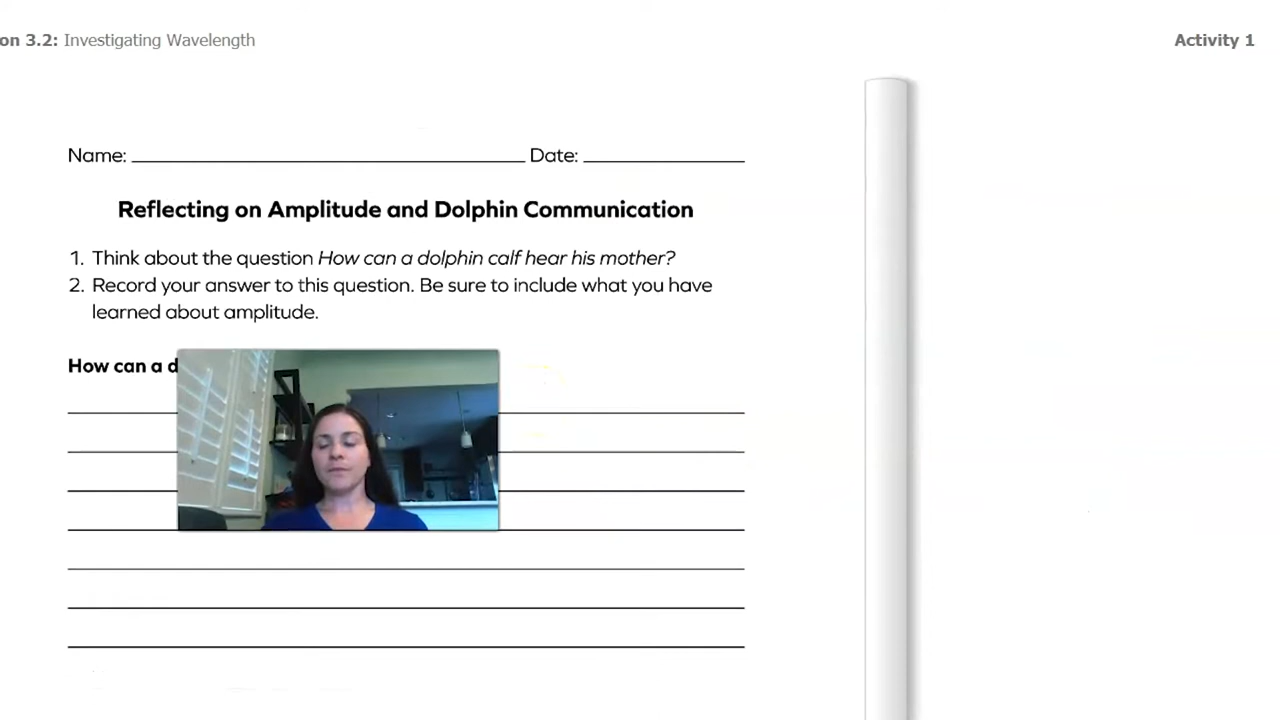 on 3.2: Investigating Wavelength
Activity 1
Name: Date:
Reflecting on Amplitude and Dolphin Communication
1. Think about the question How can a dolphin calf hear his mother?
2. Record your answer to this question. Be sure to include what you have
learned about amplitude.
How can a d